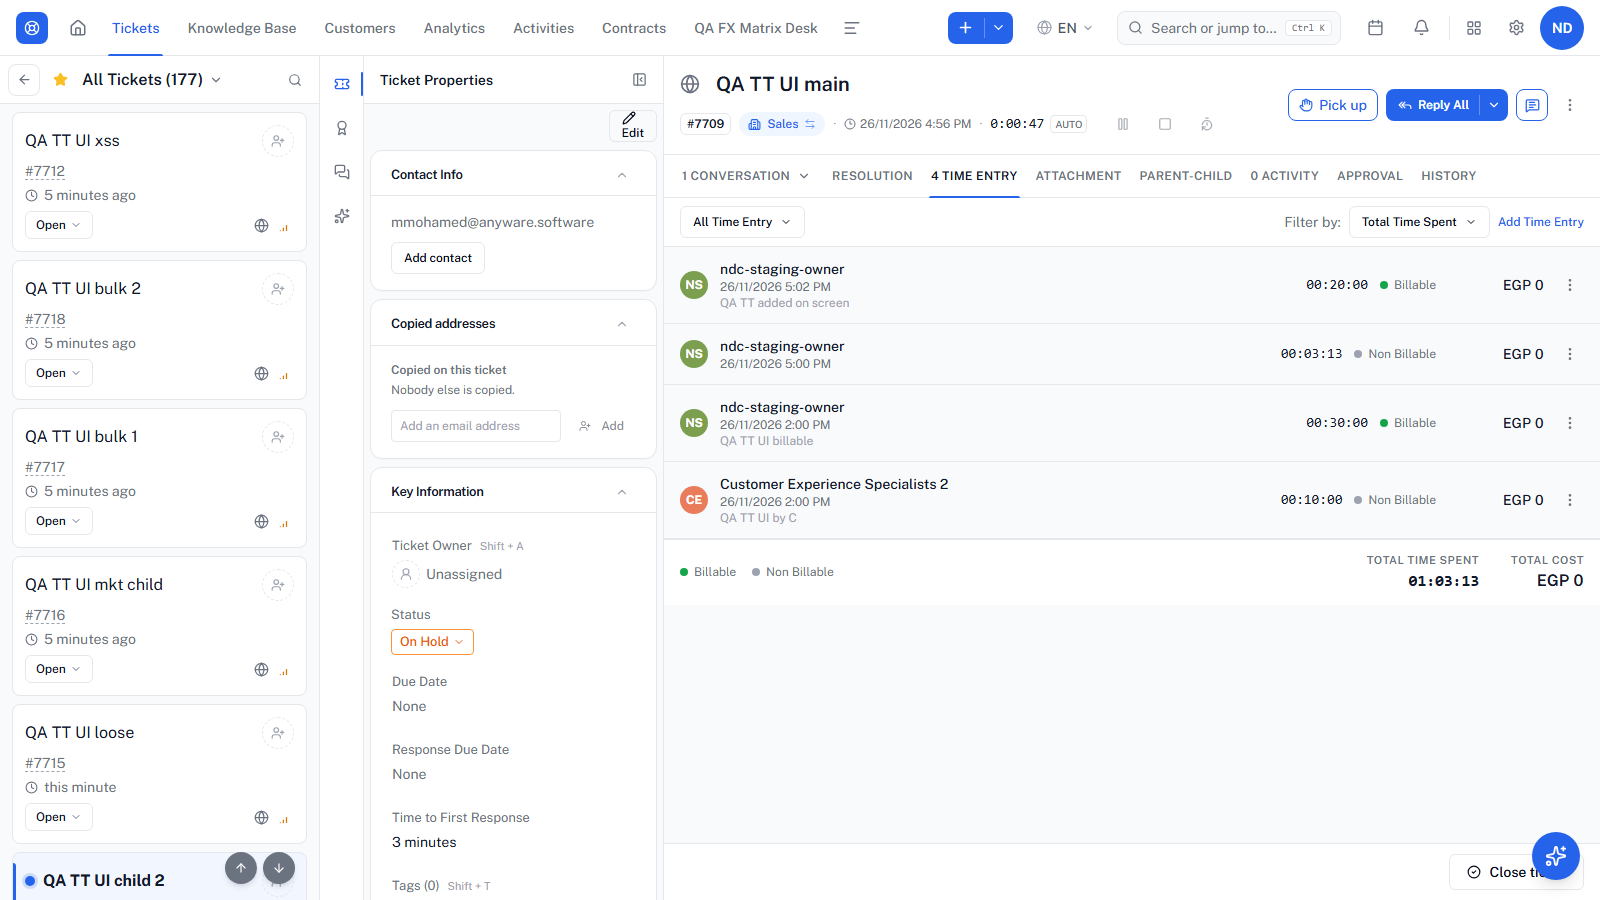 Tickets
Knowledge Base
Customers
Analytics
Activities
Contracts
QA FX Matrix Desk
EN
Search or jump to...
Ctrl K
ND
All Tickets (177)
QA TT UI xss
#7712
5 minutes ago
Open
QA TT UI bulk 2
#7718
5 minutes ago
Open
QA TT UI bulk 1
#7717
5 minutes ago
Open
QA TT UI mkt child
#7716
5 minutes ago
Open
QA TT UI loose
#7715
this minute
Open
QA TT UI child 2
Ticket Properties
Edit
Contact Info
mmohamed@anyware.software
Add contact
Copied addresses
Copied on this ticket
Nobody else is copied.
Add an email address
Add
Key Information
Ticket Owner Shift + A
Unassigned
Status
On Hold
Due Date
None
Response Due Date
None
Time to First Response
3 minutes
Tags (0) Shift + T
QA TT UI main
#7709
Sales
· 26/11/2026 4:56 PM · 0:00:47 AUTO
Pick up
Reply All
1 CONVERSATION
RESOLUTION
4 TIME ENTRY
ATTACHMENT
PARENT-CHILD
0 ACTIVITY
APPROVAL
HISTORY
All Time Entry
Filter by:
Total Time Spent
Add Time Entry
NS
ndc-staging-owner
26/11/2026 5:02 PM
QA TT added on screen
00:20:00
Billable
EGP 0
NS
ndc-staging-owner
26/11/2026 5:00 PM
00:03:13
Non Billable
EGP 0
NS
ndc-staging-owner
26/11/2026 2:00 PM
QA TT UI billable
00:30:00
Billable
EGP 0
CE
Customer Experience Specialists 2
26/11/2026 2:00 PM
QA TT UI by C
00:10:00
Non Billable
EGP 0
Billable
Non Billable
TOTAL TIME SPENT
01:03:13
TOTAL COST
EGP 0
Close